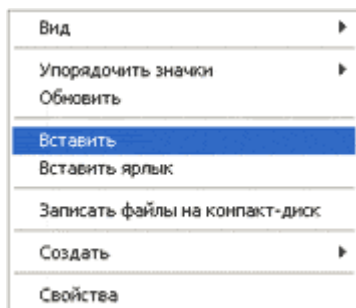 Вид
Упорядочить значки
Обновить
Вставить
Вставить ярлык
Записать файлы на компакт-диск
Создать
Свойства